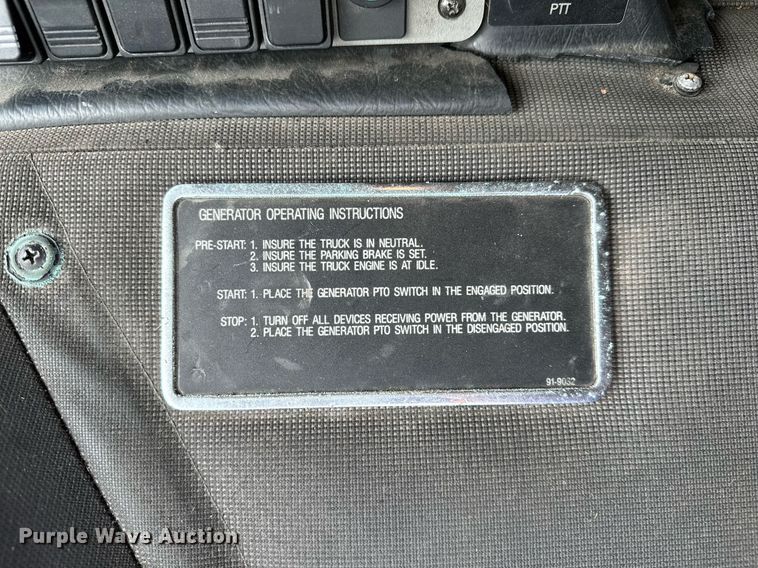 PTT
GENERATOR OPERATING INSTRUCTIONS
PRE-START: 1. INSURE THE TRUCK IS IN NEUTRAL.
2. INSURE THE PARKING BRAKE IS SET.
3. INSURE THE TRUCK ENGINE IS AT IDLE.
START: 1. PLACE THE GENERATOR PTO SWITCH IN THE ENGAGED POSITION.
STOP: 1. TURN OFF ALL DEVICES RECEIVING POWER FROM THE GENERATOR.
2. PLACE THE GENERATOR PTO SWITCH IN THE DISENGAGED POSITION.
91-9032
Purple Wave Auction